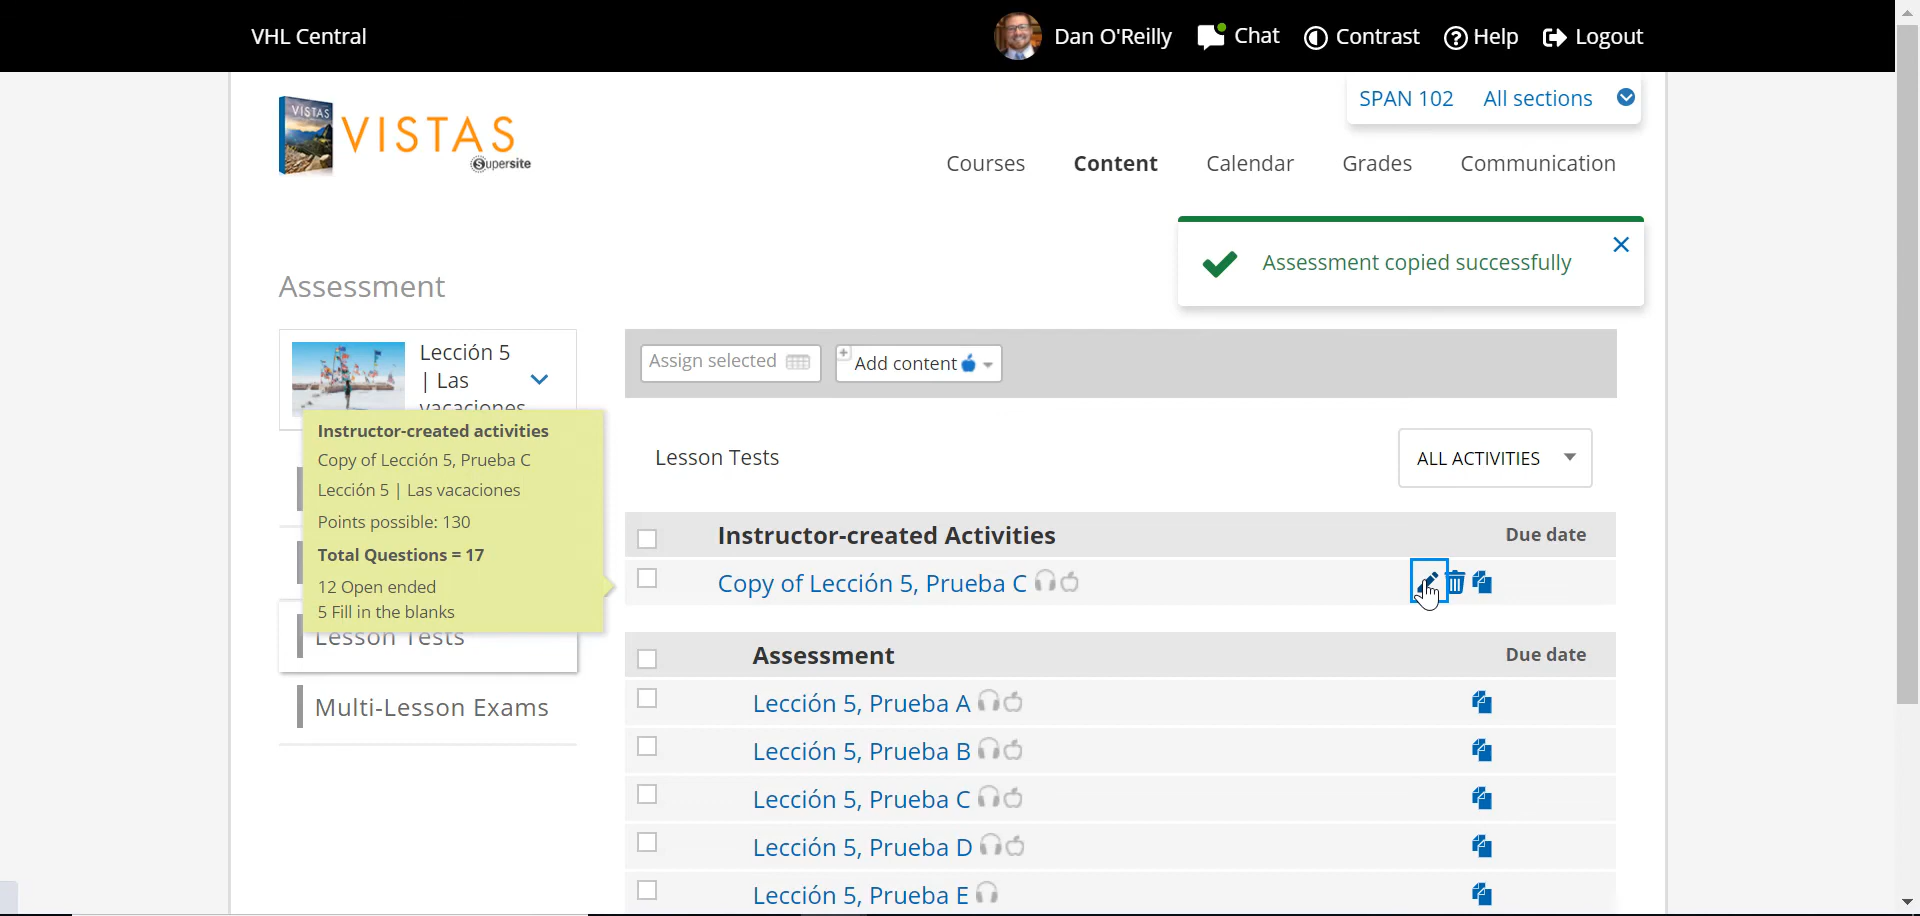 VHL Central
Dan O'Reilly
Chat
Contrast
Help
Logout
VISTAS
VISTAS
Supersite
SPAN 102 All sections
Courses
Content
Calendar
Grades
Communication
Assessment copied successfully
Assessment
Lección 5
| Las
vacaciones
Assign selected
Add content
Instructor-created activities
Copy of Lección 5, Prueba C
Lección 5 | Las vacaciones
Points possible: 130
Total Questions = 17
12 Open ended
5 Fill in the blanks
Lesson Tests
Multi-Lesson Exams
Lesson Tests
ALL ACTIVITIES
Instructor-created Activities Due date
Copy of Lección 5, Prueba C
Assessment Due date
Lección 5, Prueba A
Lección 5, Prueba B
Lección 5, Prueba C
Lección 5, Prueba D
Lección 5, Prueba E